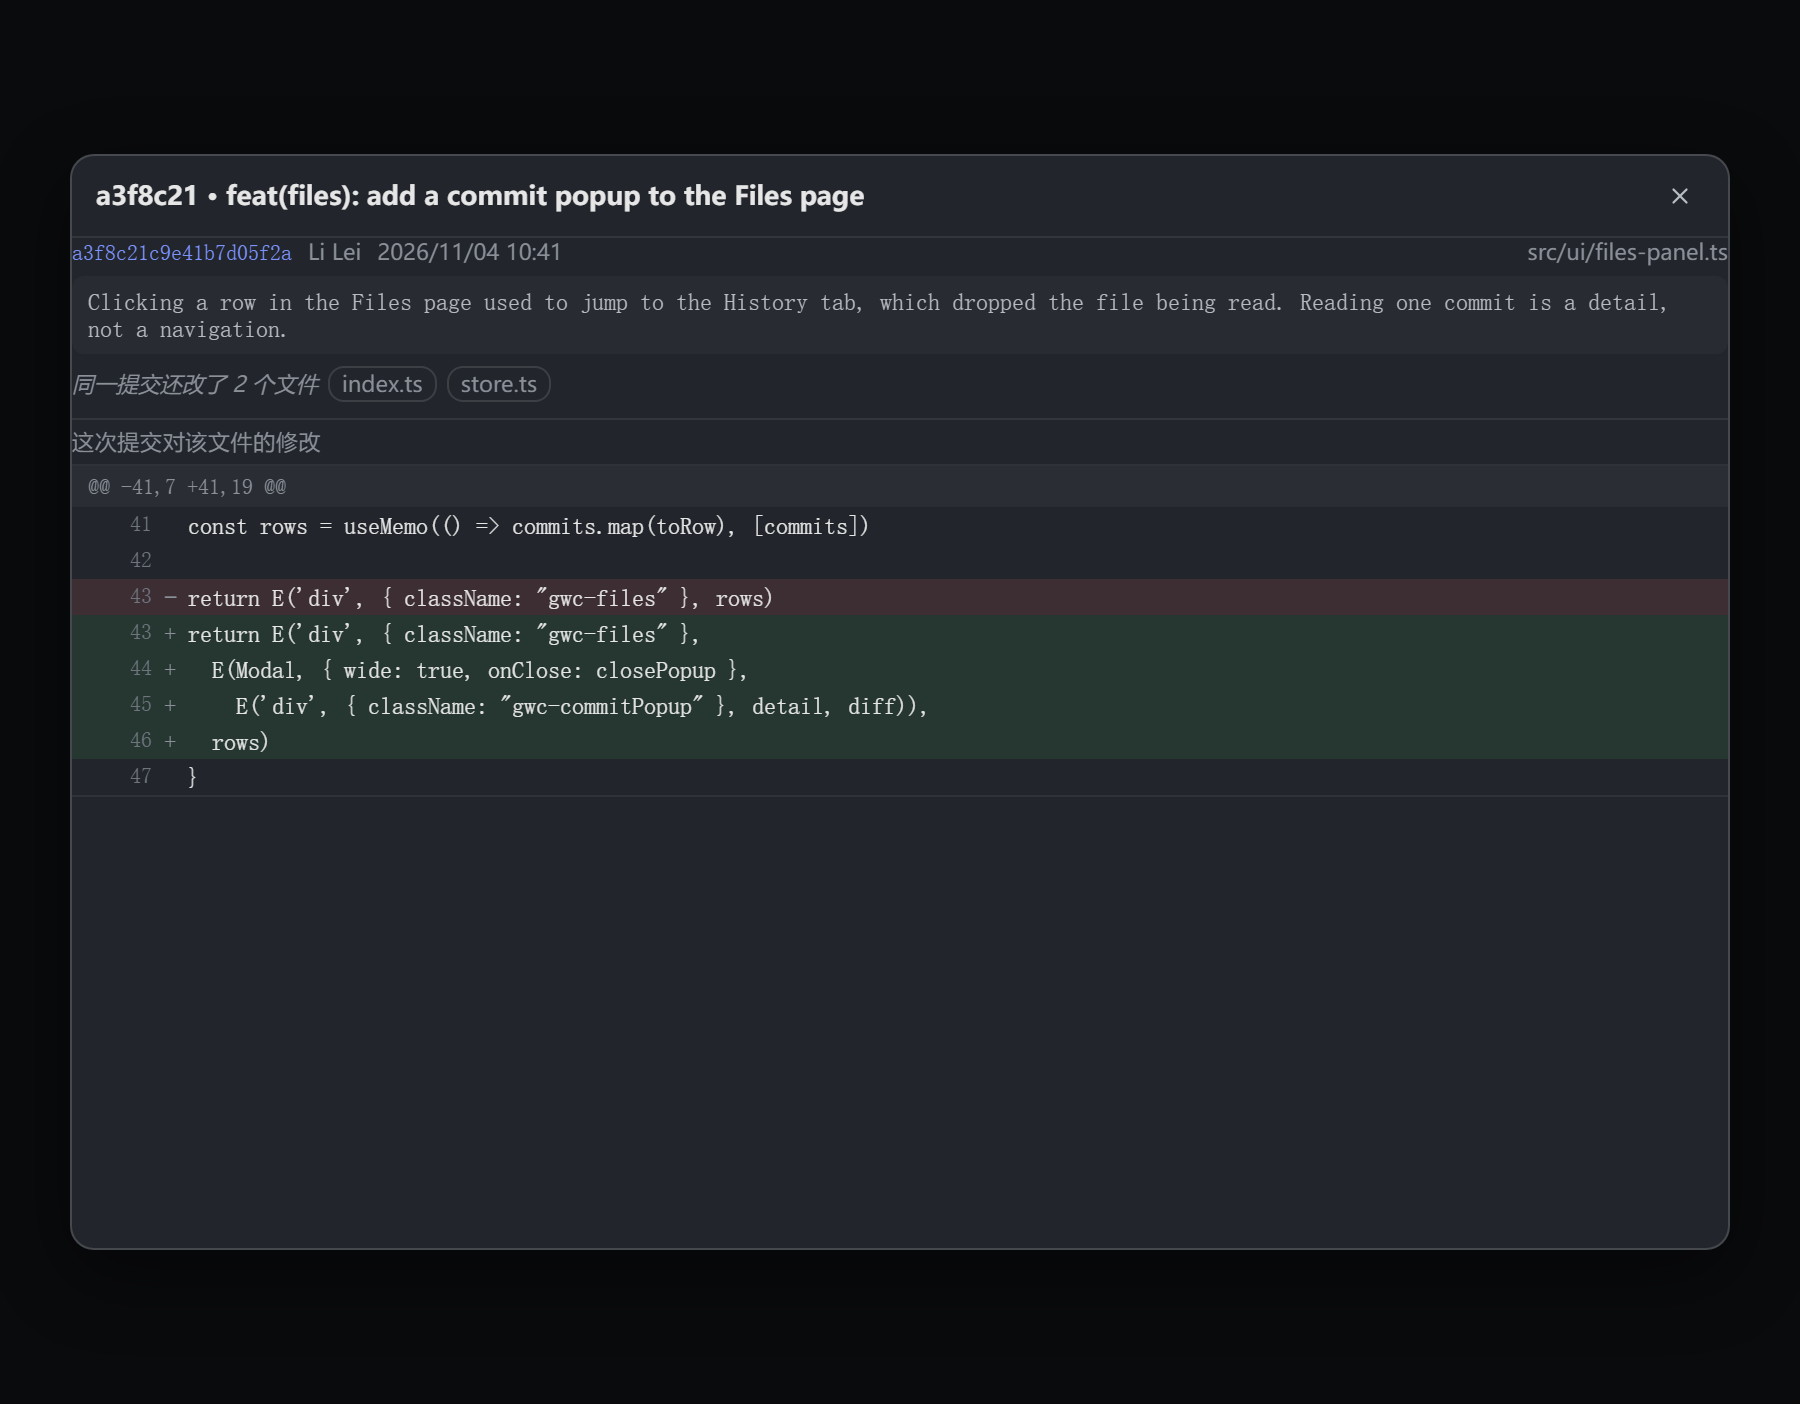 a3f8c21 • feat(files): add a commit popup to the Files page ×
a3f8c21c9e41b7d05f2a Li Lei 2026/11/04 10:41 src/ui/files-panel.ts
Clicking a row in the Files page used to jump to the History tab, which dropped the file being read. Reading one commit is a detail,
not a navigation.
同一提交还改了 2 个文件 index.ts store.ts
这次提交对该文件的修改
@@ -41,7 +41,19 @@
41 const rows = useMemo(() => commits.map(toRow), [commits])
42
43 − return E('div', { className: "gwc-files" }, rows)
43 + return E('div', { className: "gwc-files" },
44 +   E(Modal, { wide: true, onClose: closePopup },
45 +     E('div', { className: "gwc-commitPopup" }, detail, diff)),
46 +   rows)
47 }